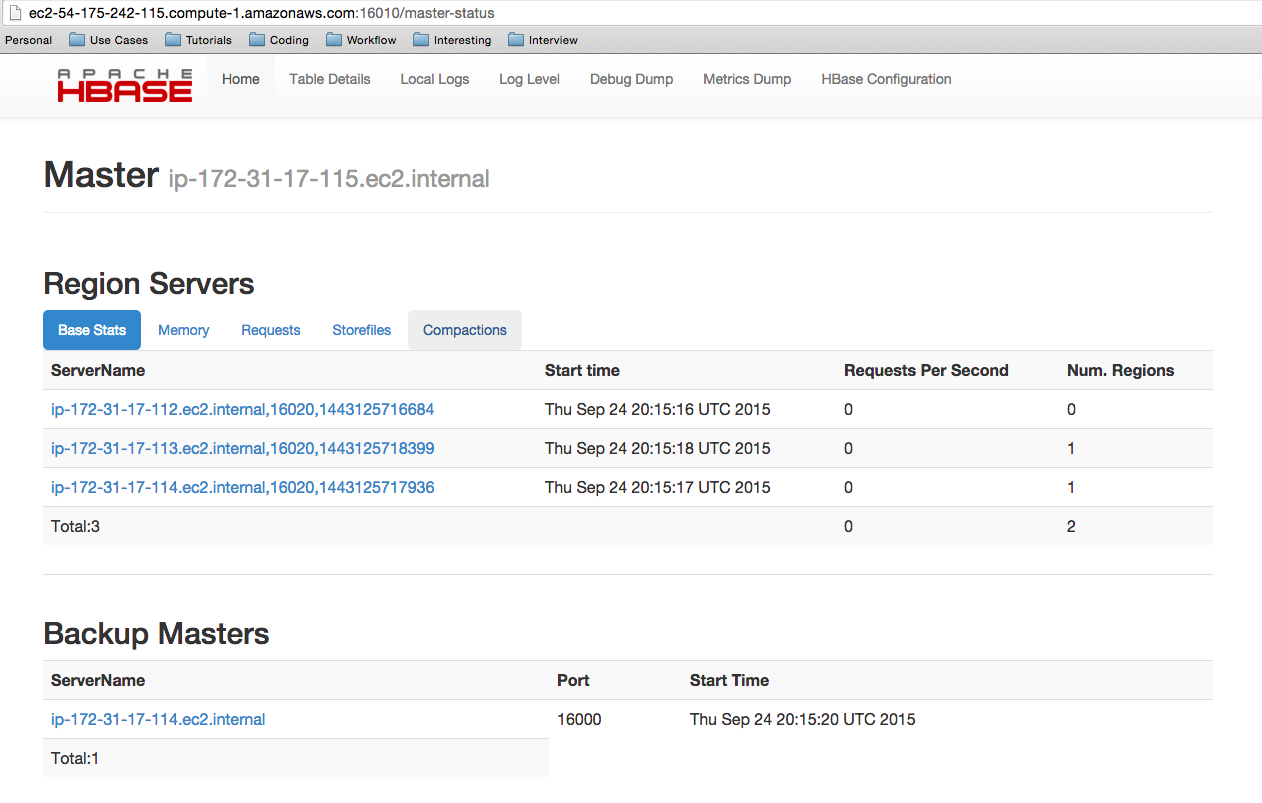 ec2-54-175-242-115.compute-1.amazonaws.com:16010/master-status
Personal Use Cases Tutorials Coding Workflow Interesting Interview
APACHE
HBASE
Home Table Details Local Logs Log Level Debug Dump Metrics Dump HBase Configuration
Master ip-172-31-17-115.ec2.internal
Region Servers
Base Stats Memory Requests Storefiles Compactions
ServerName Start time Requests Per Second Num. Regions
ip-172-31-17-112.ec2.internal,16020,1443125716684 Thu Sep 24 20:15:16 UTC 2015 0 0
ip-172-31-17-113.ec2.internal,16020,1443125718399 Thu Sep 24 20:15:18 UTC 2015 0 1
ip-172-31-17-114.ec2.internal,16020,1443125717936 Thu Sep 24 20:15:17 UTC 2015 0 1
Total:3 0 2
Backup Masters
ServerName Port Start Time
ip-172-31-17-114.ec2.internal 16000 Thu Sep 24 20:15:20 UTC 2015
Total:1